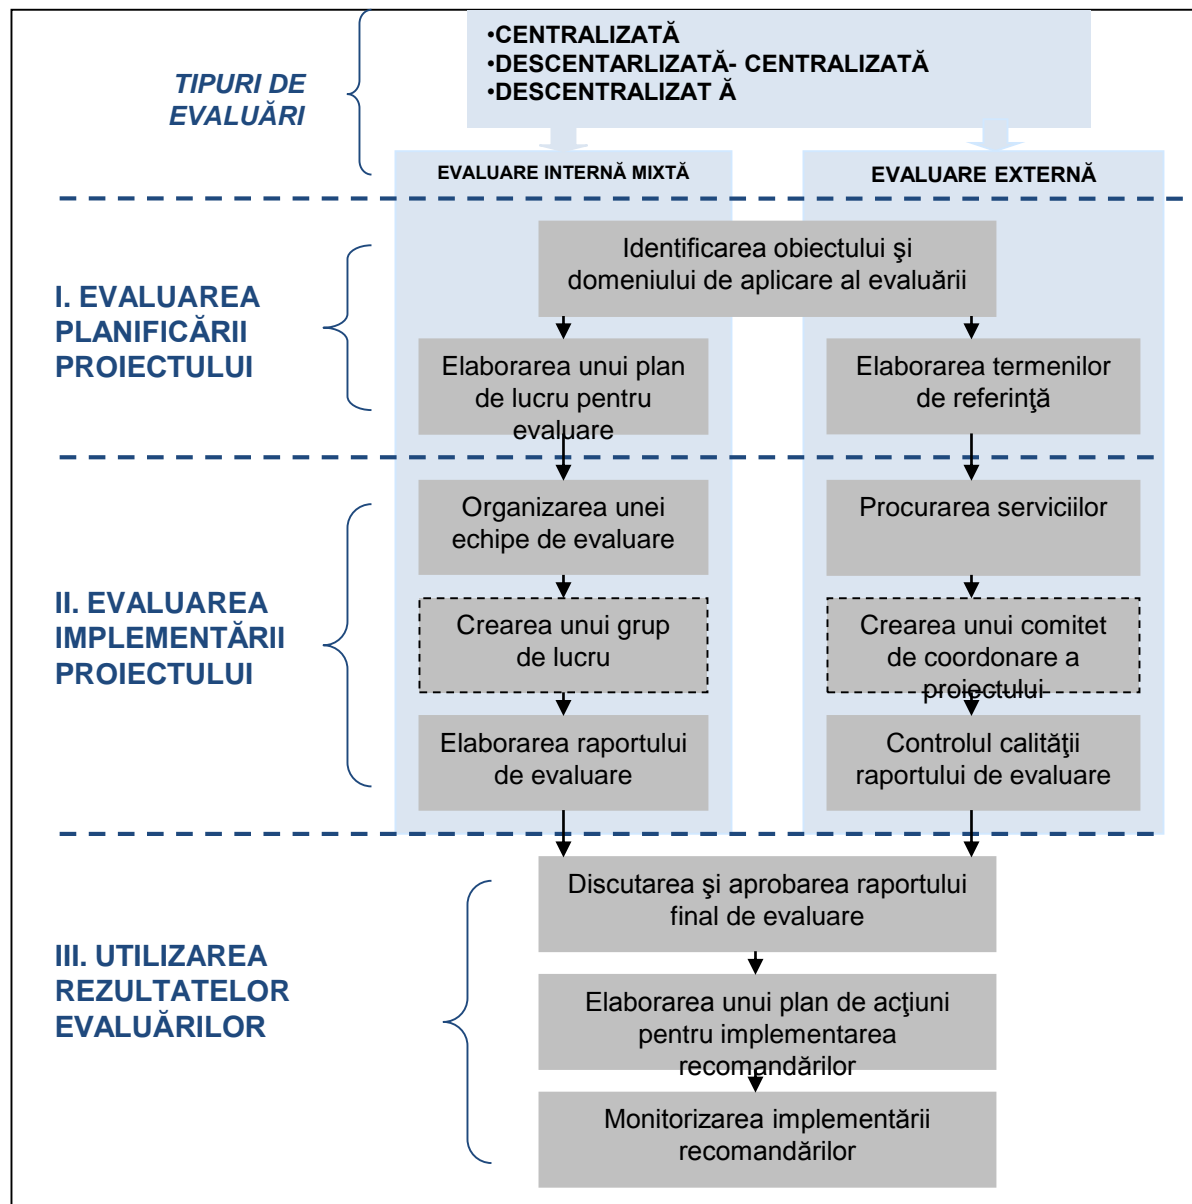 •CENTRALIZATĂ
•DESCENTARLIZATĂ- CENTRALIZATĂ
•DESCENTRALIZAT Ă
TIPURI DE
EVALUĂRI
EVALUARE INTERNĂ MIXTĂ
EVALUARE EXTERNĂ
Identificarea obiectului şi
domeniului de aplicare al evaluării
I. EVALUAREA
PLANIFICĂRII
PROIECTULUI
Elaborarea unui plan
de lucru pentru
evaluare
Elaborarea termenilor
de referinţă
Organizarea unei
echipe de evaluare
Procurarea serviciilor
II. EVALUAREA
IMPLEMENTĂRII
PROIECTULUI
Crearea unui grup
de lucru
Crearea unui comitet
de coordonare a
proiectului
Elaborarea raportului
de evaluare
Controlul calităţii
raportului de evaluare
Discutarea şi aprobarea raportului
final de evaluare
III. UTILIZAREA
REZULTATELOR
EVALUĂRILOR
Elaborarea unui plan de acţiuni
pentru implementarea
recomandărilor
Monitorizarea implementării
recomandărilor